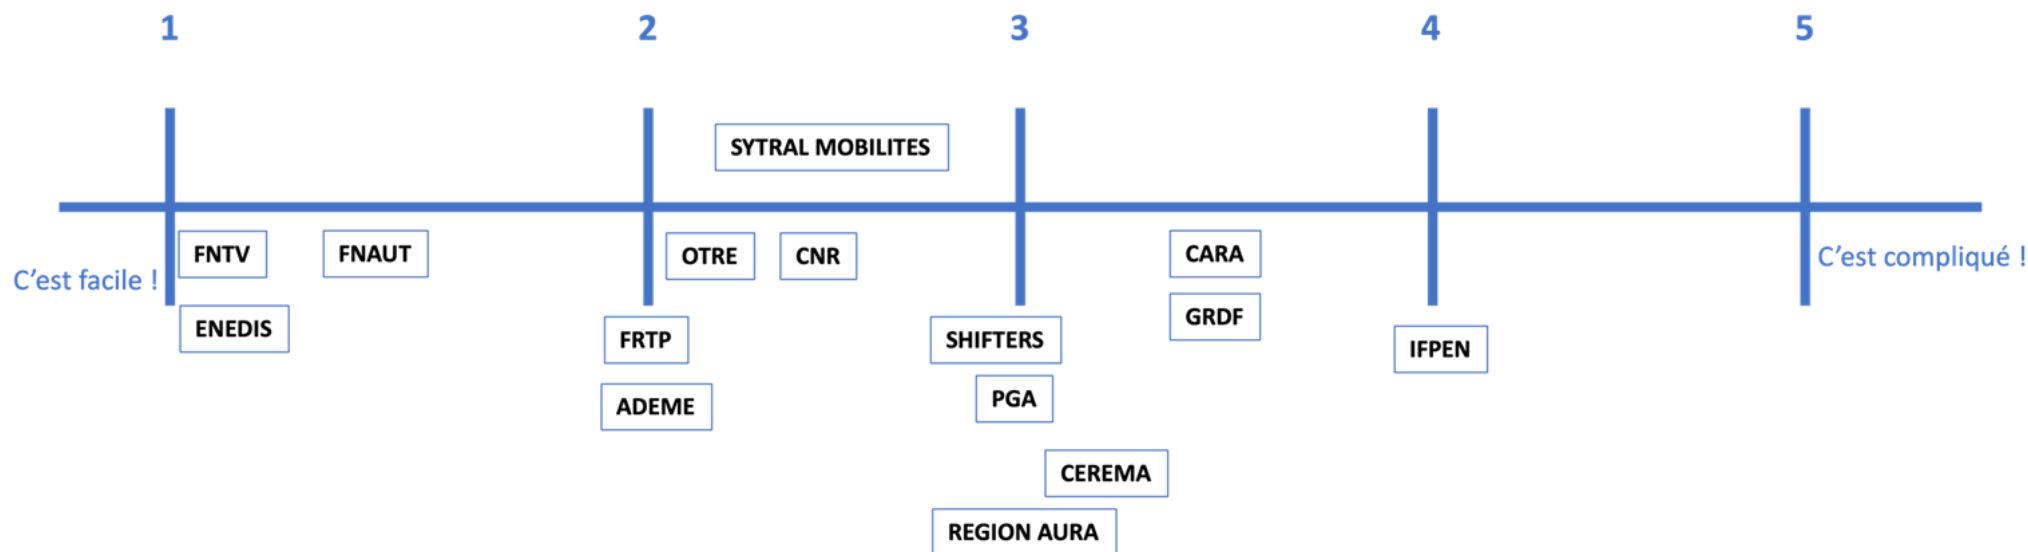 1 2 3 4 5
SYTRAL MOBILITES
FNTV FNAUT OTRE CNR CARA C’est compliqué !
C’est facile !
ENEDIS FRTP SHIFTERS GRDF IFPEN
ADEME PGA
CEREMA
REGION AURA